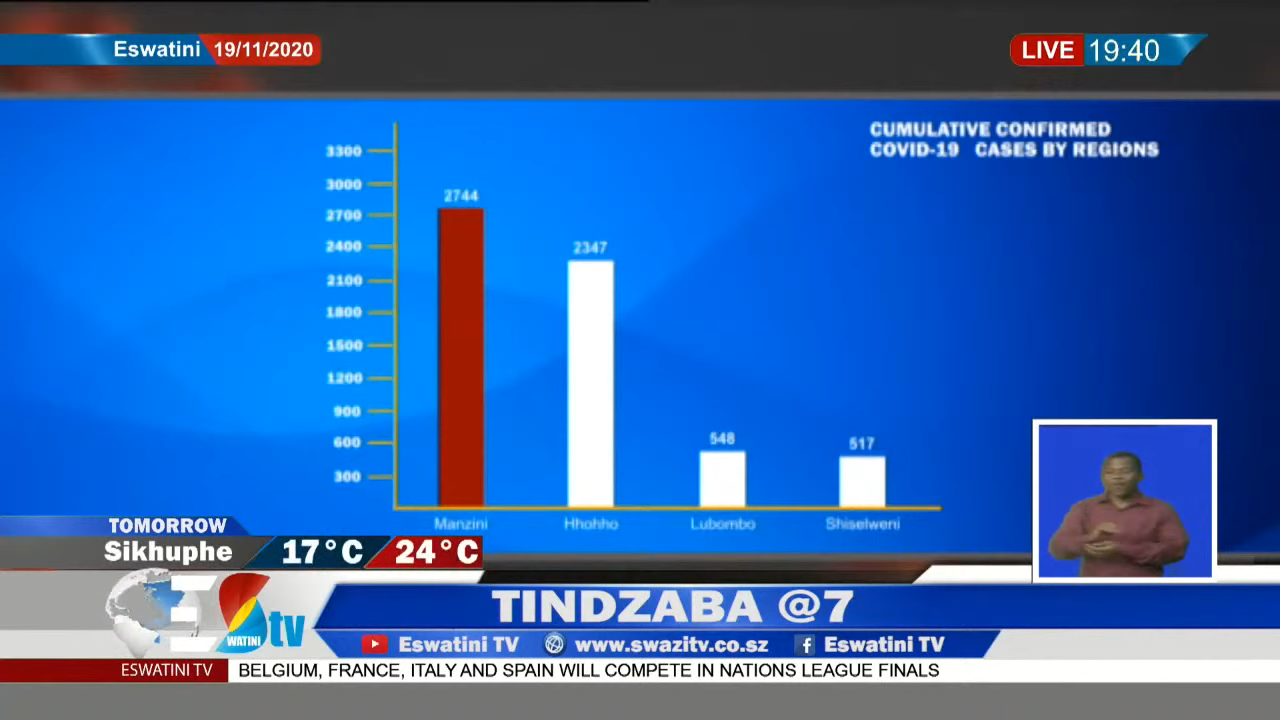 Eswatini 19/11/2020
LIVE 19:40
CUMULATIVE CONFIRMED
COVID-19 CASES BY REGIONS
3300
3000
2700
2400
2100
1800
1500
1200
900
600
300
2744
2347
548
517
Manzini Hhohho Lubombo Shiselweni
TOMORROW
Sikhuphe 17°C 24°C
E WATINI tv
TINDZABA @7
Eswatini TV www.swazitv.co.sz Eswatini TV
ESWATINI TV BELGIUM, FRANCE, ITALY AND SPAIN WILL COMPETE IN NATIONS LEAGUE FINALS